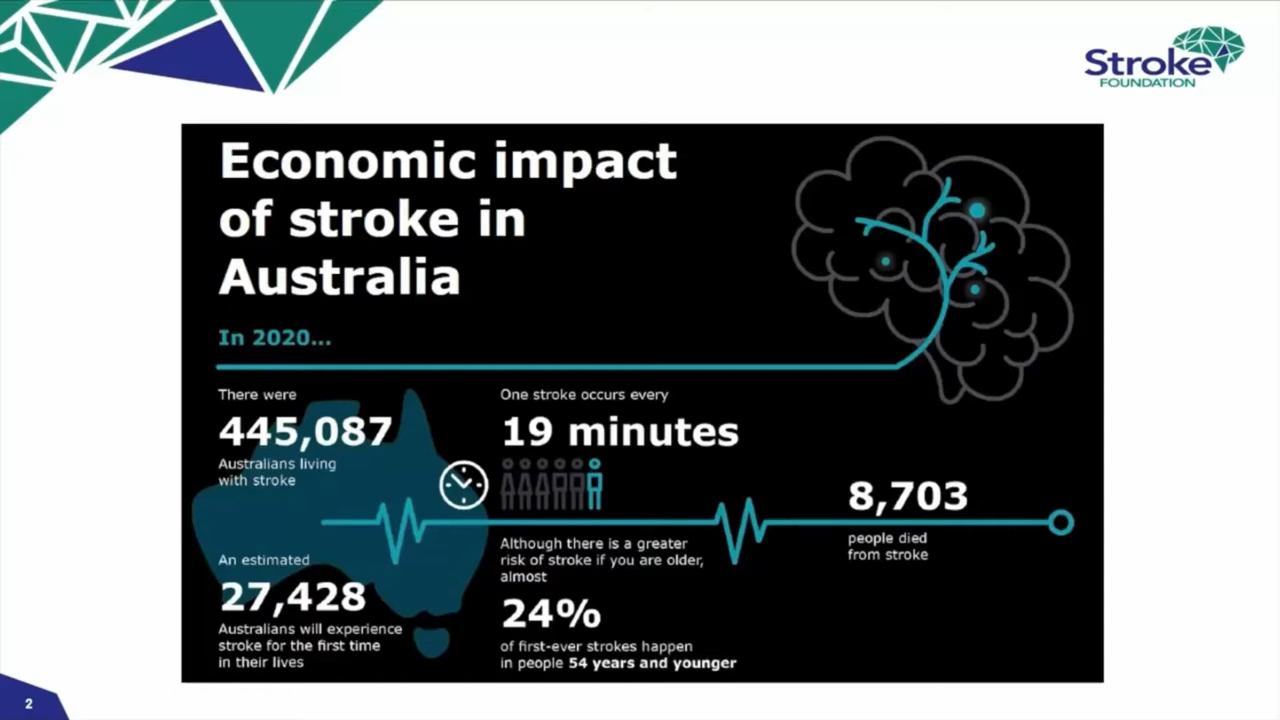 Stroke
FOUNDATION
Economic impact
of stroke in
Australia
In 2020...
There were
445,087
Australians living
with stroke
An estimated
27,428
Australians will experience
stroke for the first time
in their lives
One stroke occurs every
19 minutes
Although there is a greater
risk of stroke if you are older,
almost
24%
of first-ever strokes happen
in people 54 years and younger
8,703
people died
from stroke
2